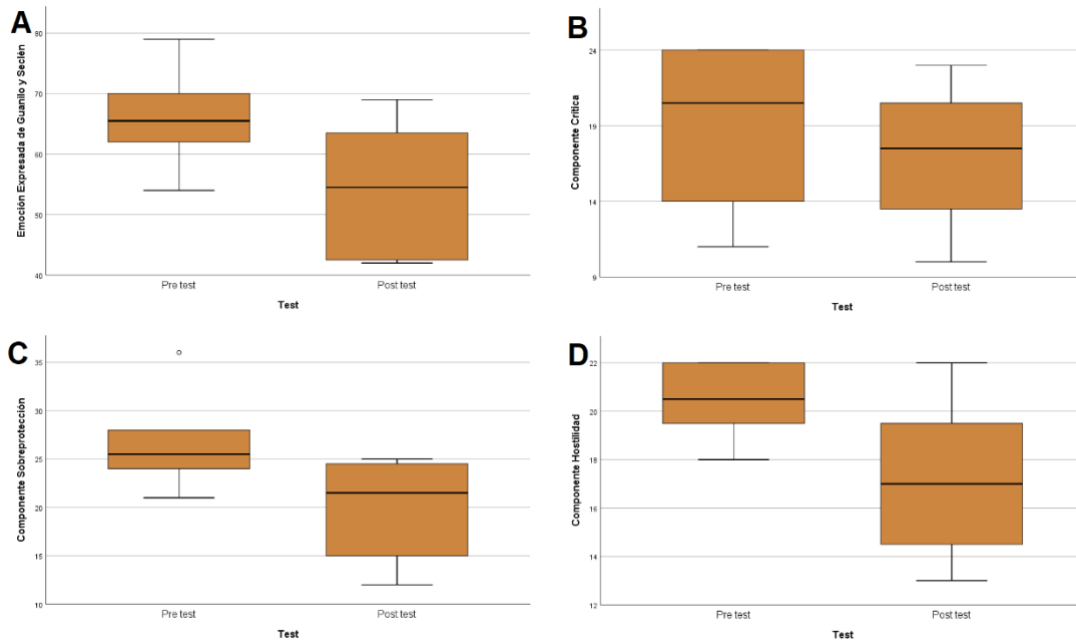 A
Emoción Expresada de Guanilo y Seclén
80
70
60
50
40
Pre test
Post test
Test
B
Componente Crítica
24
19
14
9
Pre test
Post test
Test
C
Componente Sobreprotección
35
30
25
20
15
10
Pre test
Post test
Test
D
Componente Hostilidad
22
20
18
16
14
12
Pre test
Post test
Test